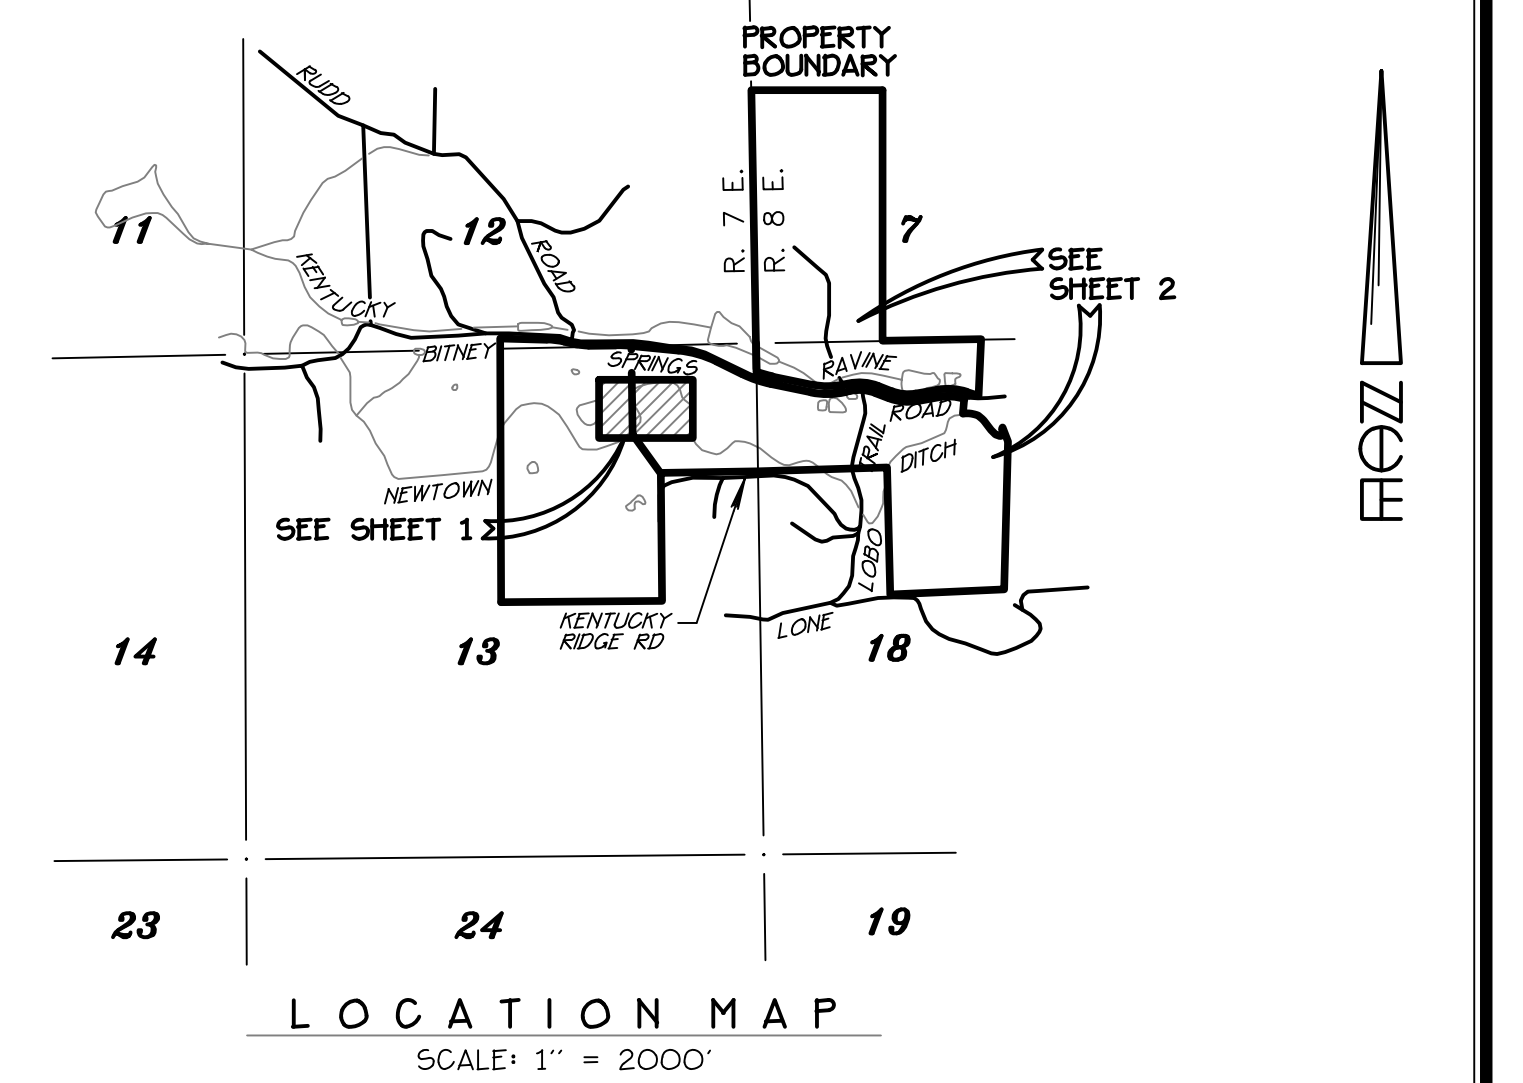 PROPERTY
BOUNDARY
RUDD
R. 7 E.
R. 8 E.
11
12
7
ROAD
KENTUCKY
SEE
SHEET 2
BITNEY
SPRINGS
RAVINE
ROAD
TRAIL
DITCH
NEWTOWN
SEE SHEET 1
LOBO
KENTUCKY
RIDGE RD
LONE
14
13
18
23
24
19
LOCATION MAP
SCALE: 1" = 2000'